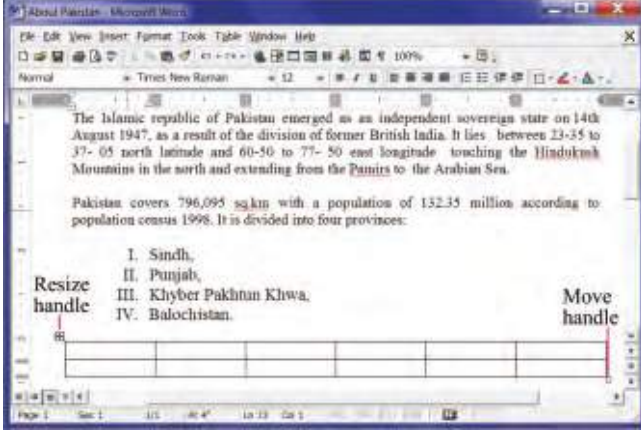 About Pakistan - Microsoft Word
File Edit View Insert Format Tools Table Window Help
100%
Normal Times New Roman 12
The Islamic republic of Pakistan emerged as an independent sovereign state on 14th
August 1947, as a result of the division of former British India. It lies between 23-35 to
37- 05 north latitude and 60-50 to 77- 50 east longitude touching the Hindukush
Mountains in the north and extending from the Pamirs to the Arabian Sea.
Pakistan covers 796,095 sq.km with a population of 132.35 million according to
population census 1998. It is divided into four provinces:
I. Sindh,
II. Punjab,
III. Khyber Pakhtun Khwa,
IV. Balochistan.
Resize
handle
Move
handle
Page 1 Sec 1 1/1 At 4" Ln 13 Col 1